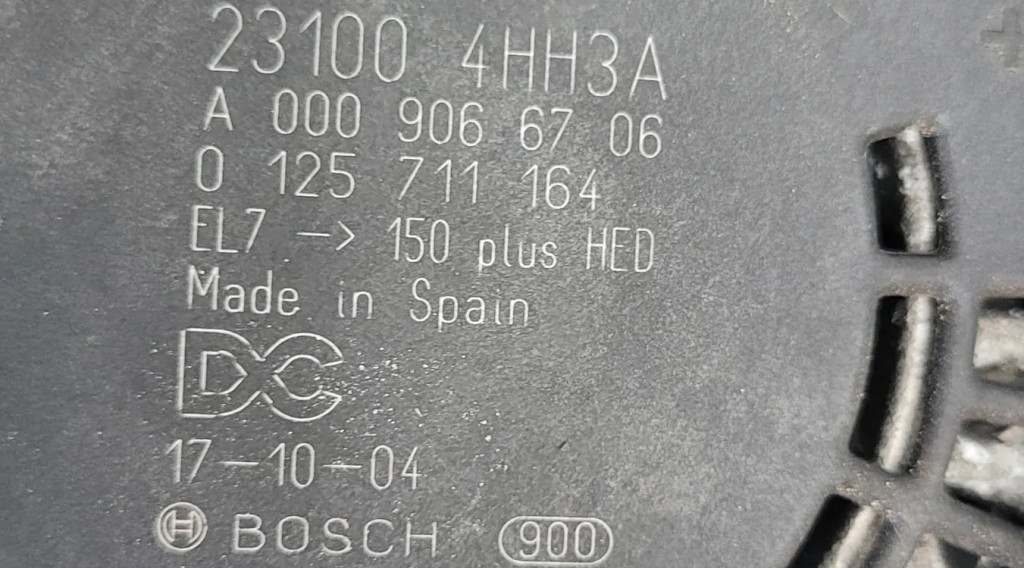 23100 4HH3A
A 000 906 67 06
0 125 711 164
EL7 -> 150 plus HED
Made in Spain
DC
17-10-04
BOSCH 900